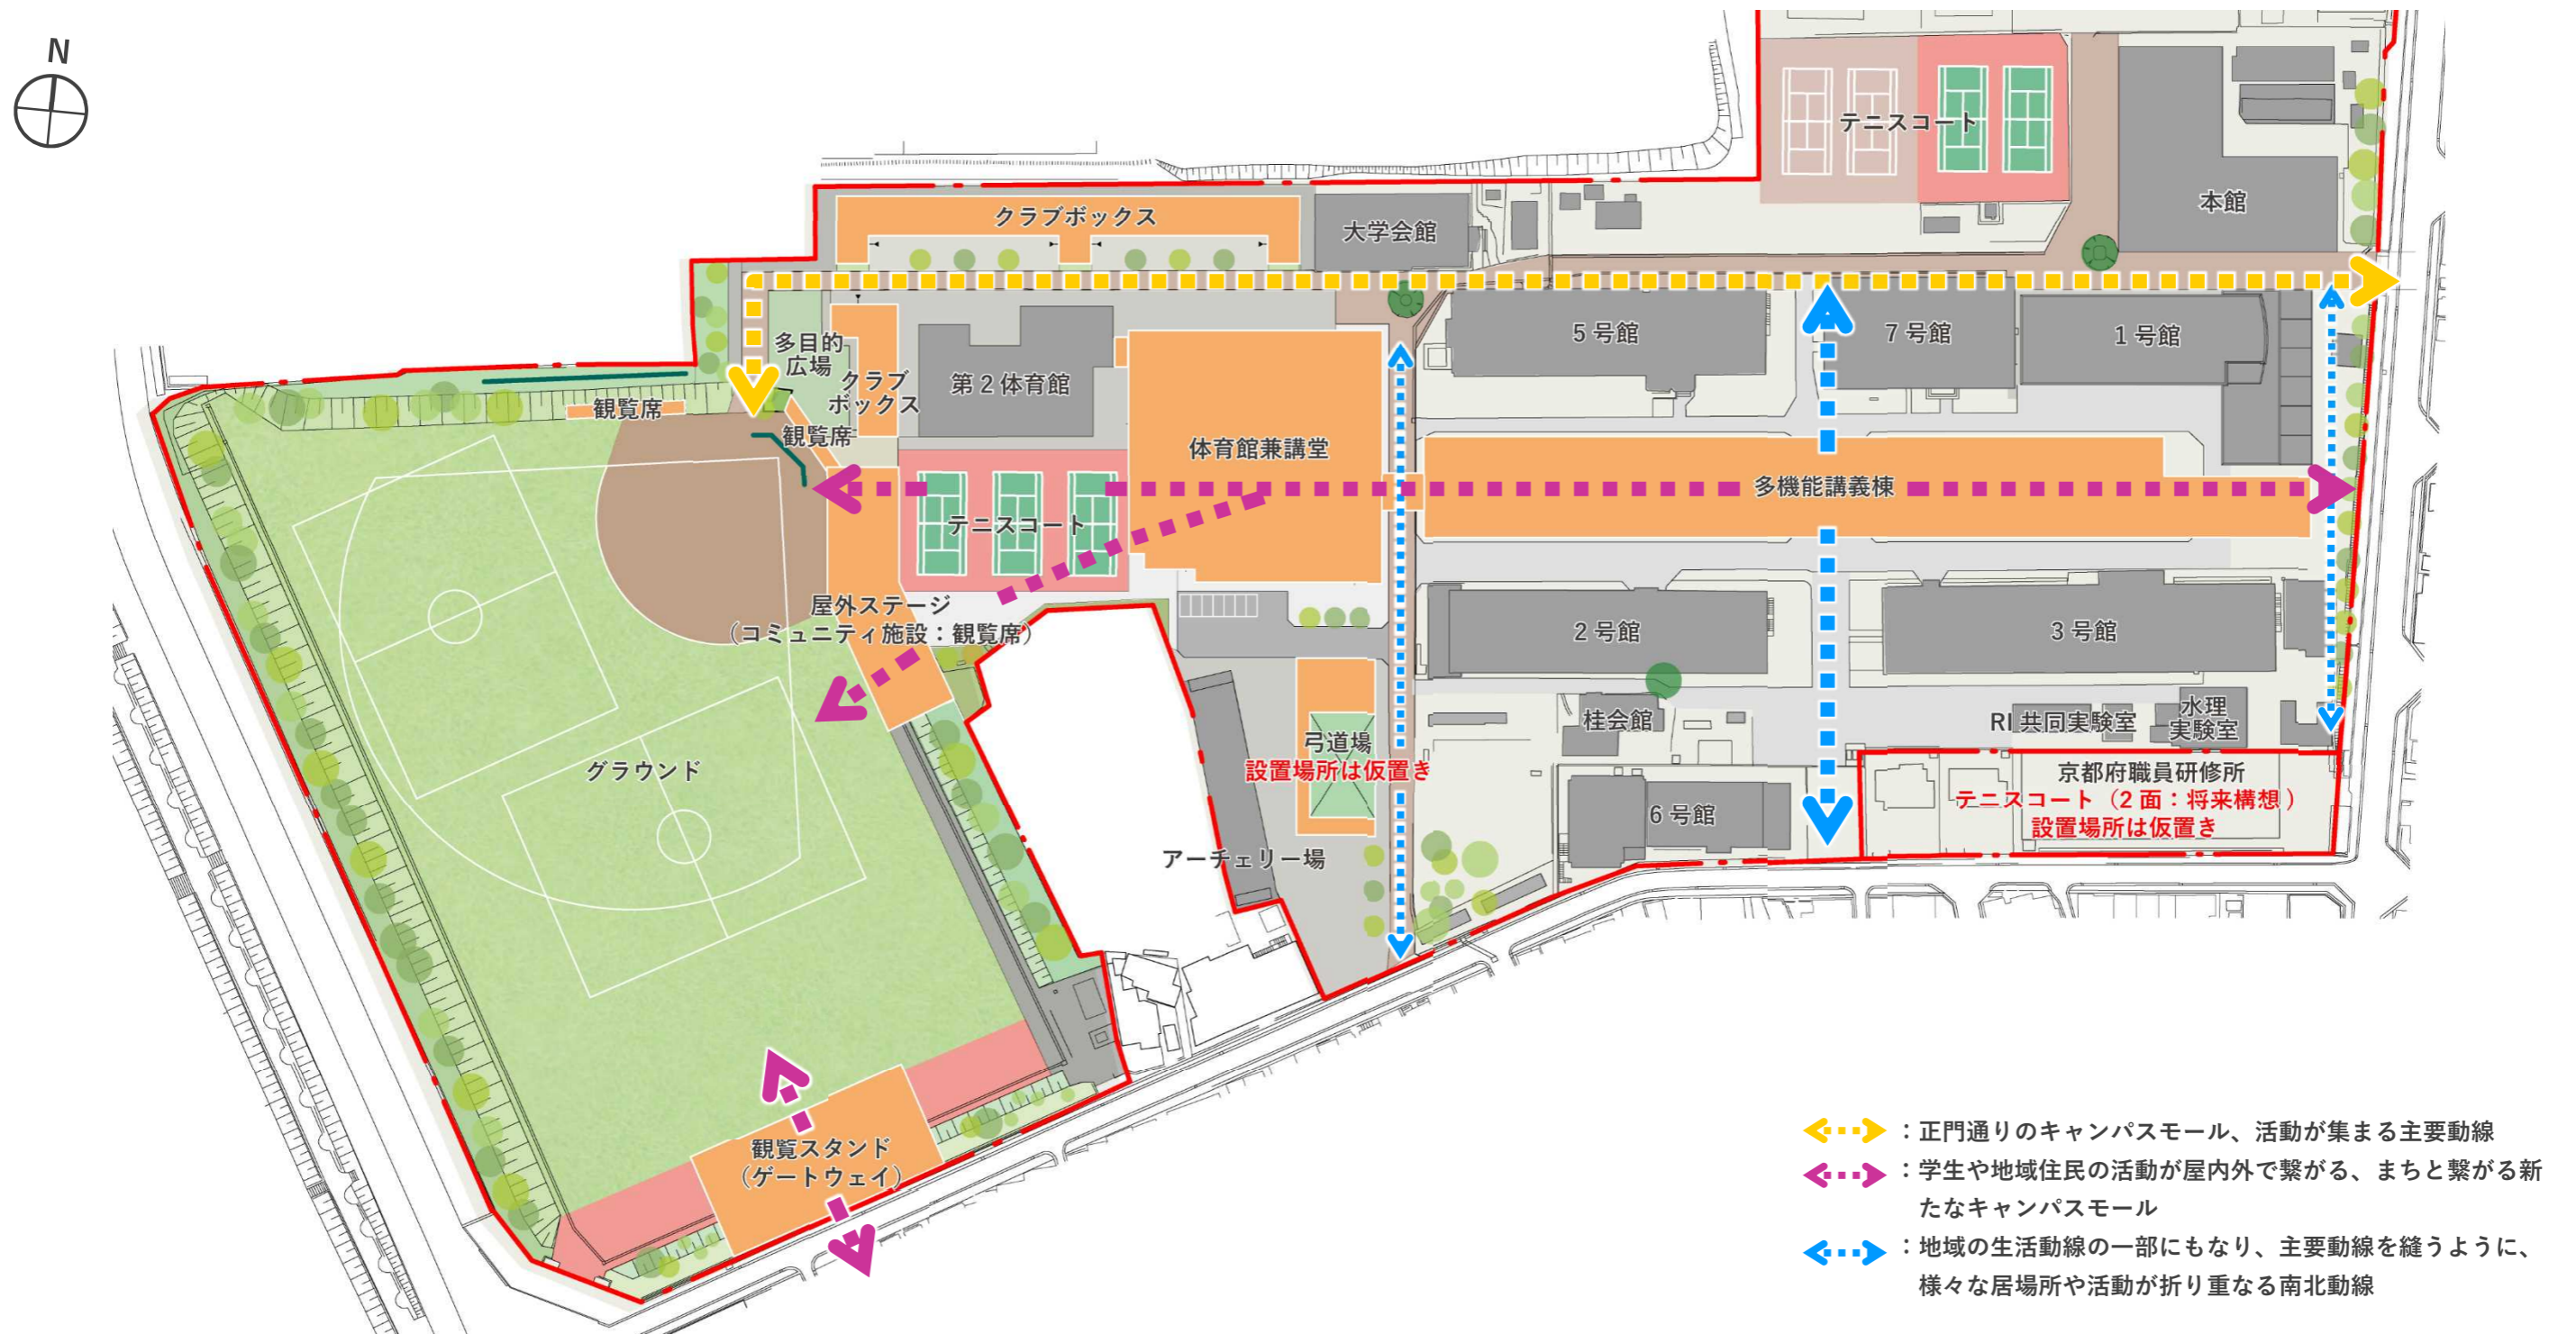 N
テニスコート
本館
クラブボックス
大学会館
多目的
広場
クラブ
ボックス
第2体育館
5号館
7号館
1号館
観覧席
観覧席
体育館兼講堂
多機能講義棟
テニスコート
屋外ステージ
（コミュニティ施設：観覧席）
2号館
3号館
グラウンド
弓道場
設置場所は仮置き
桂会館
RI共同実験室
水理
実験室
京都府職員研修所
テニスコート（2面：将来構想）
設置場所は仮置き
6号館
アーチェリー場
観覧スタンド
（ゲートウェイ）
：正門通りのキャンパスモール、活動が集まる主要動線
：学生や地域住民の活動が屋内外で繋がる、まちと繋がる新
たなキャンパスモール
：地域の生活動線の一部にもなり、主要動線を縫うように、
様々な居場所や活動が折り重なる南北動線